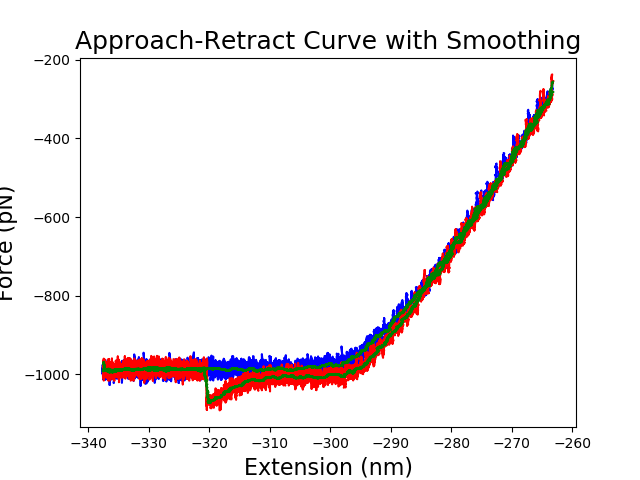 Approach-Retract Curve with Smoothing
Force (pN)
−200
−400
−600
−800
−1000
−340 −330 −320 −310 −300 −290 −280 −270 −260
Extension (nm)